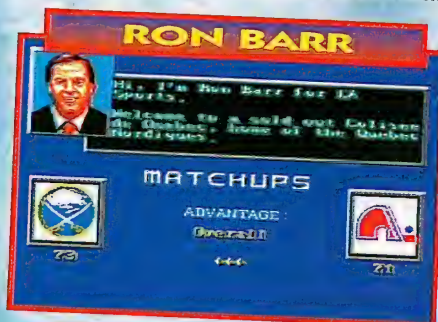 RON BARR
Hi, I'm Ron Barr for EA
Sports.
Welcome to a sold out Colisee
de Quebec, home of the Quebec
Nordiques.
MATCHUPS
ADVANTAGE:
Overall
73
71